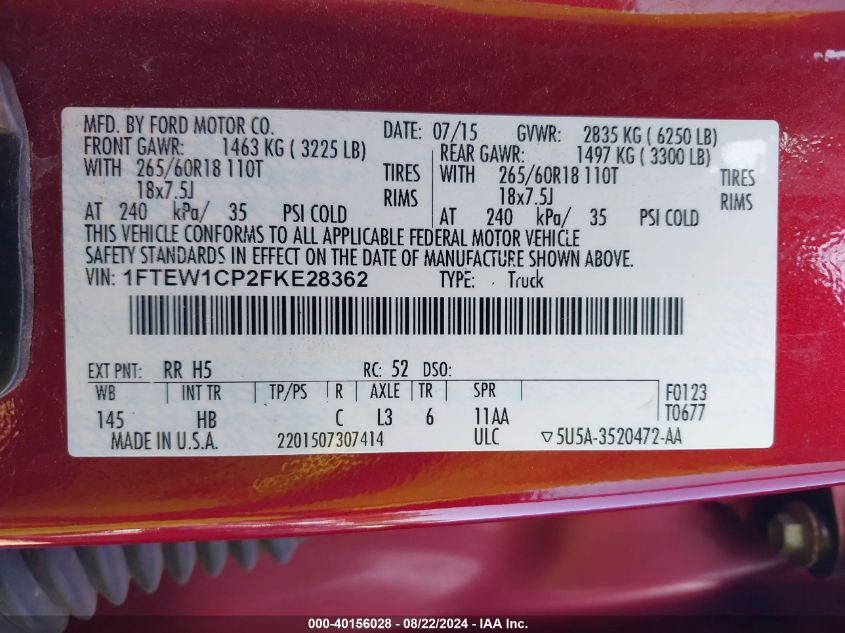 MFD. BY FORD MOTOR CO. DATE: 07/15 GVWR: 2835 KG ( 6250 LB)
FRONT GAWR: 1463 KG ( 3225 LB) REAR GAWR: 1497 KG ( 3300 LB)
WITH 265/60R18 110T TIRES WITH 265/60R18 110T TIRES
18x7.5J RIMS 18x7.5J RIMS
AT 240 kPa/ 35 PSI COLD AT 240 kPa/ 35 PSI COLD
THIS VEHICLE CONFORMS TO ALL APPLICABLE FEDERAL MOTOR VEHICLE
SAFETY STANDARDS IN EFFECT ON THE DATE OF MANUFACTURE SHOWN ABOVE.
VIN: 1FTEW1CP2FKE28362 TYPE: Truck
EXT PNT: RR H5 RC: 52 DSO:
WB INT TR TP/PS R AXLE TR SPR F0123
145 HB C L3 6 11AA T0677
MADE IN U.S.A. 2201507307414 ULC ▽5U5A-3520472-AA
000-40156028 - 08/22/2024 - IAA Inc.